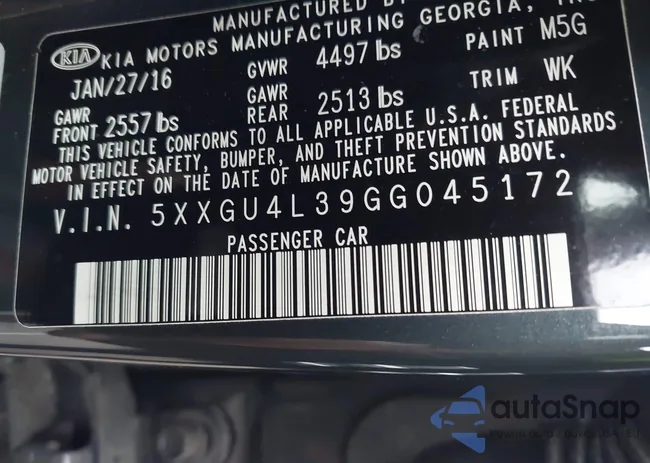 MANUFACTURED BY
KIA KIA MOTORS MANUFACTURING GEORGIA, INC
JAN/27/16 GVWR 4497 lbs PAINT M5G
GAWR FRONT 2557 lbs GAWR REAR 2513 lbs TRIM WK
THIS VEHICLE CONFORMS TO ALL APPLICABLE U.S.A. FEDERAL
MOTOR VEHICLE SAFETY, BUMPER, AND THEFT PREVENTION STANDARDS
IN EFFECT ON THE DATE OF MANUFACTURE SHOWN ABOVE.
V.I.N. 5XXGU4L39GG045172
PASSENGER CAR
autaSnap